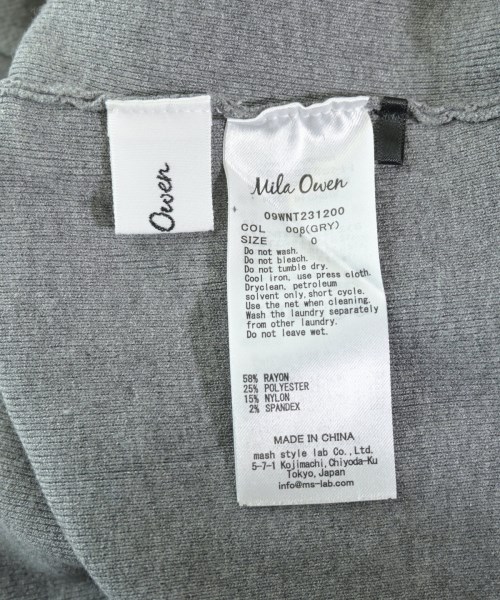 Owen
Mila Owen
09WNT231200
COL 006(GRY)
SIZE 0
Do not wash.
Do not bleach.
Do not tumble dry.
Cool iron, use press cloth.
Dryclean, petroleum
solvent only, short cycle.
Use the net when cleaning.
Wash the laundry separately
from other laundry.
Do not leave wet.
58% RAYON
25% POLYESTER
15% NYLON
2% SPANDEX
MADE IN CHINA
mash style lab Co., Ltd.
5-7-1 Kojimachi, Chiyoda-Ku
Tokyo, Japan
info@ms-lab.com